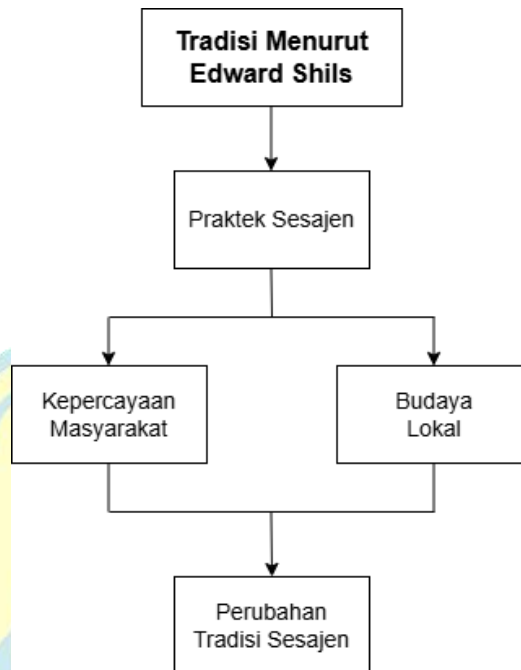 Tradisi Menurut
Edward Shils
Praktek Sesajen
Kepercayaan
Masyarakat
Budaya
Lokal
Perubahan
Tradisi Sesajen